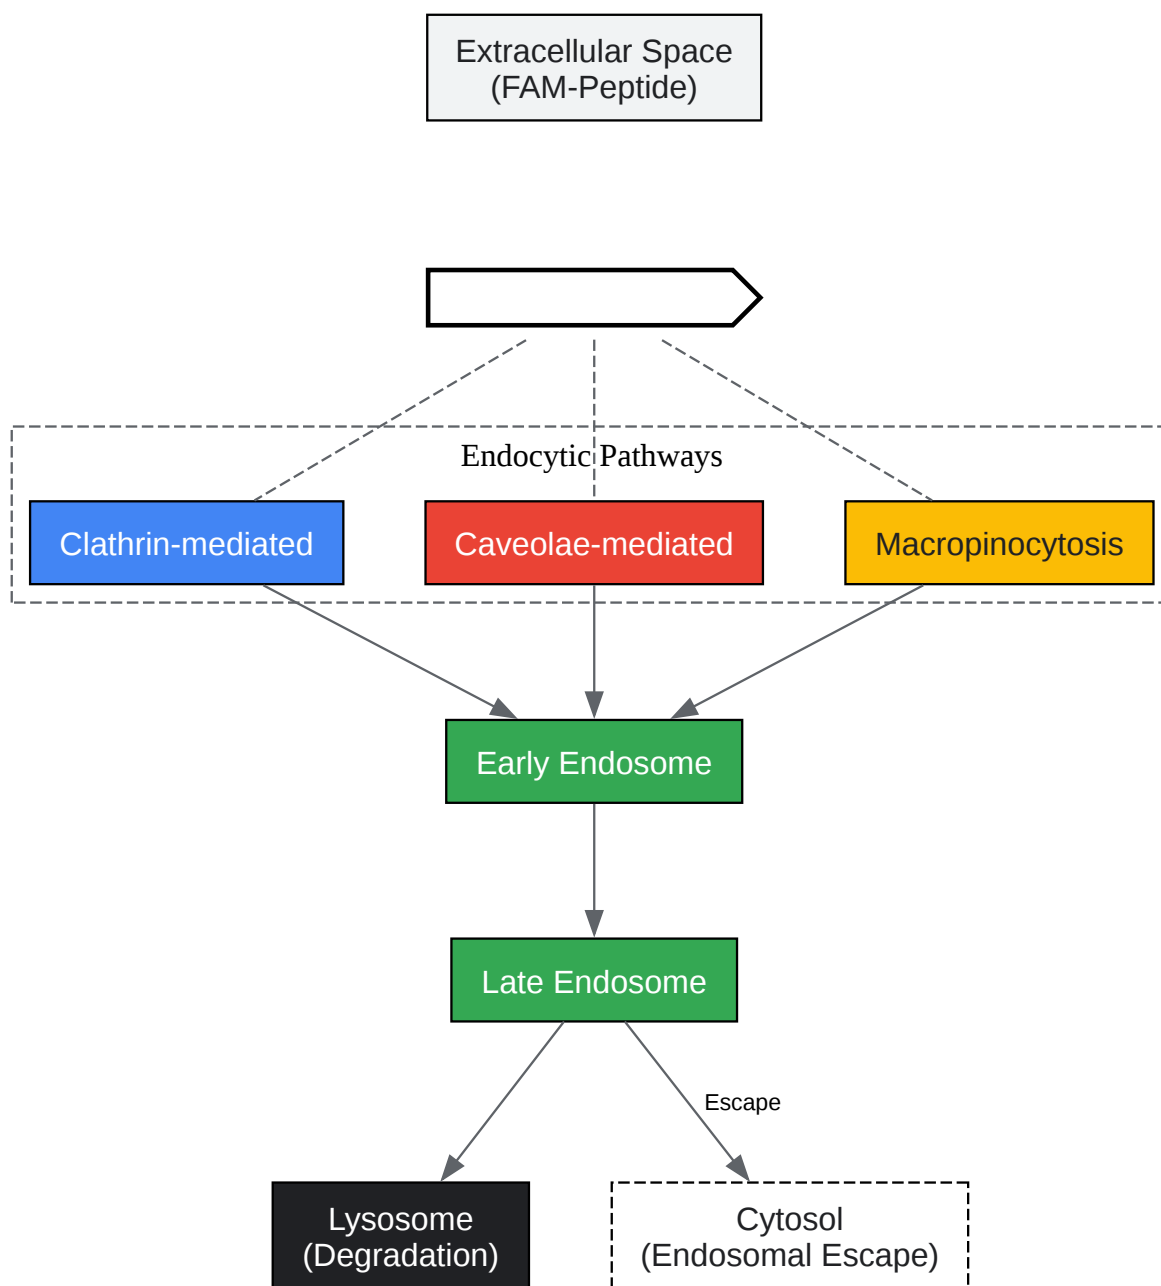 Extracellular Space
(FAM-Peptide)
Endocytic Pathways
Clathrin-mediated
Caveolae-mediated
Macropinocytosis
Early Endosome
Late Endosome
Escape
Lysosome
(Degradation)
Cytosol
(Endosomal Escape)